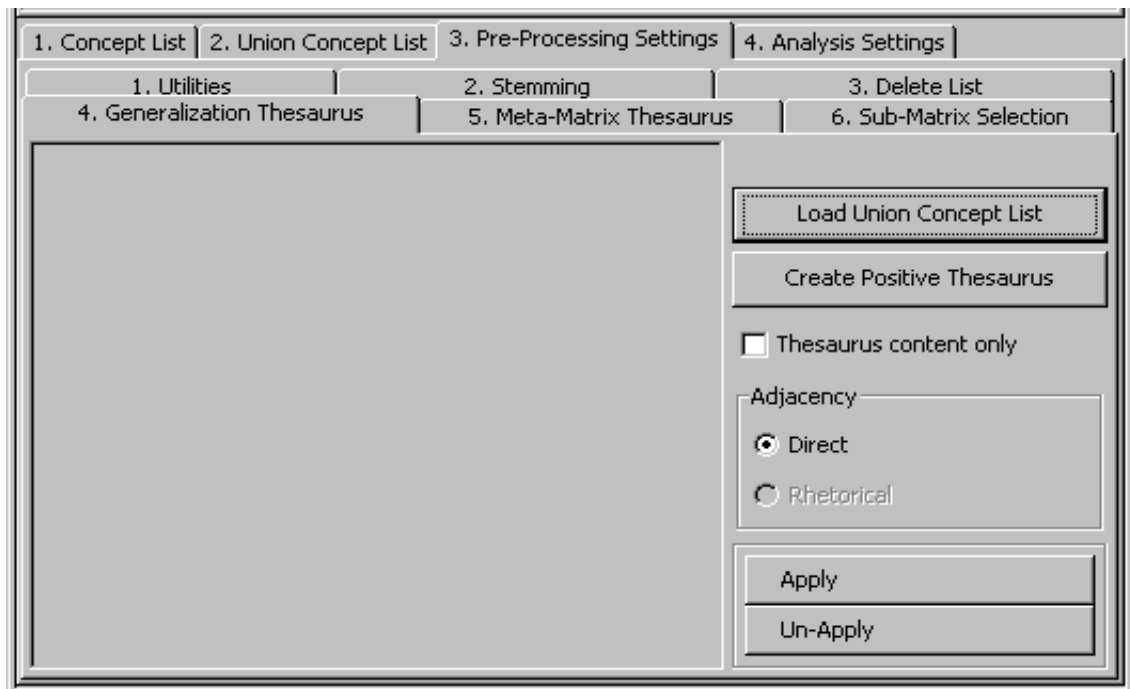 1. Concept List 2. Union Concept List 3. Pre-Processing Settings 4. Analysis Settings
1. Utilities 2. Stemming 3. Delete List
4. Generalization Thesaurus 5. Meta-Matrix Thesaurus 6. Sub-Matrix Selection
Load Union Concept List
Create Positive Thesaurus
Thesaurus content only
Adjacency
Direct
Rhetorical
Apply
Un-Apply